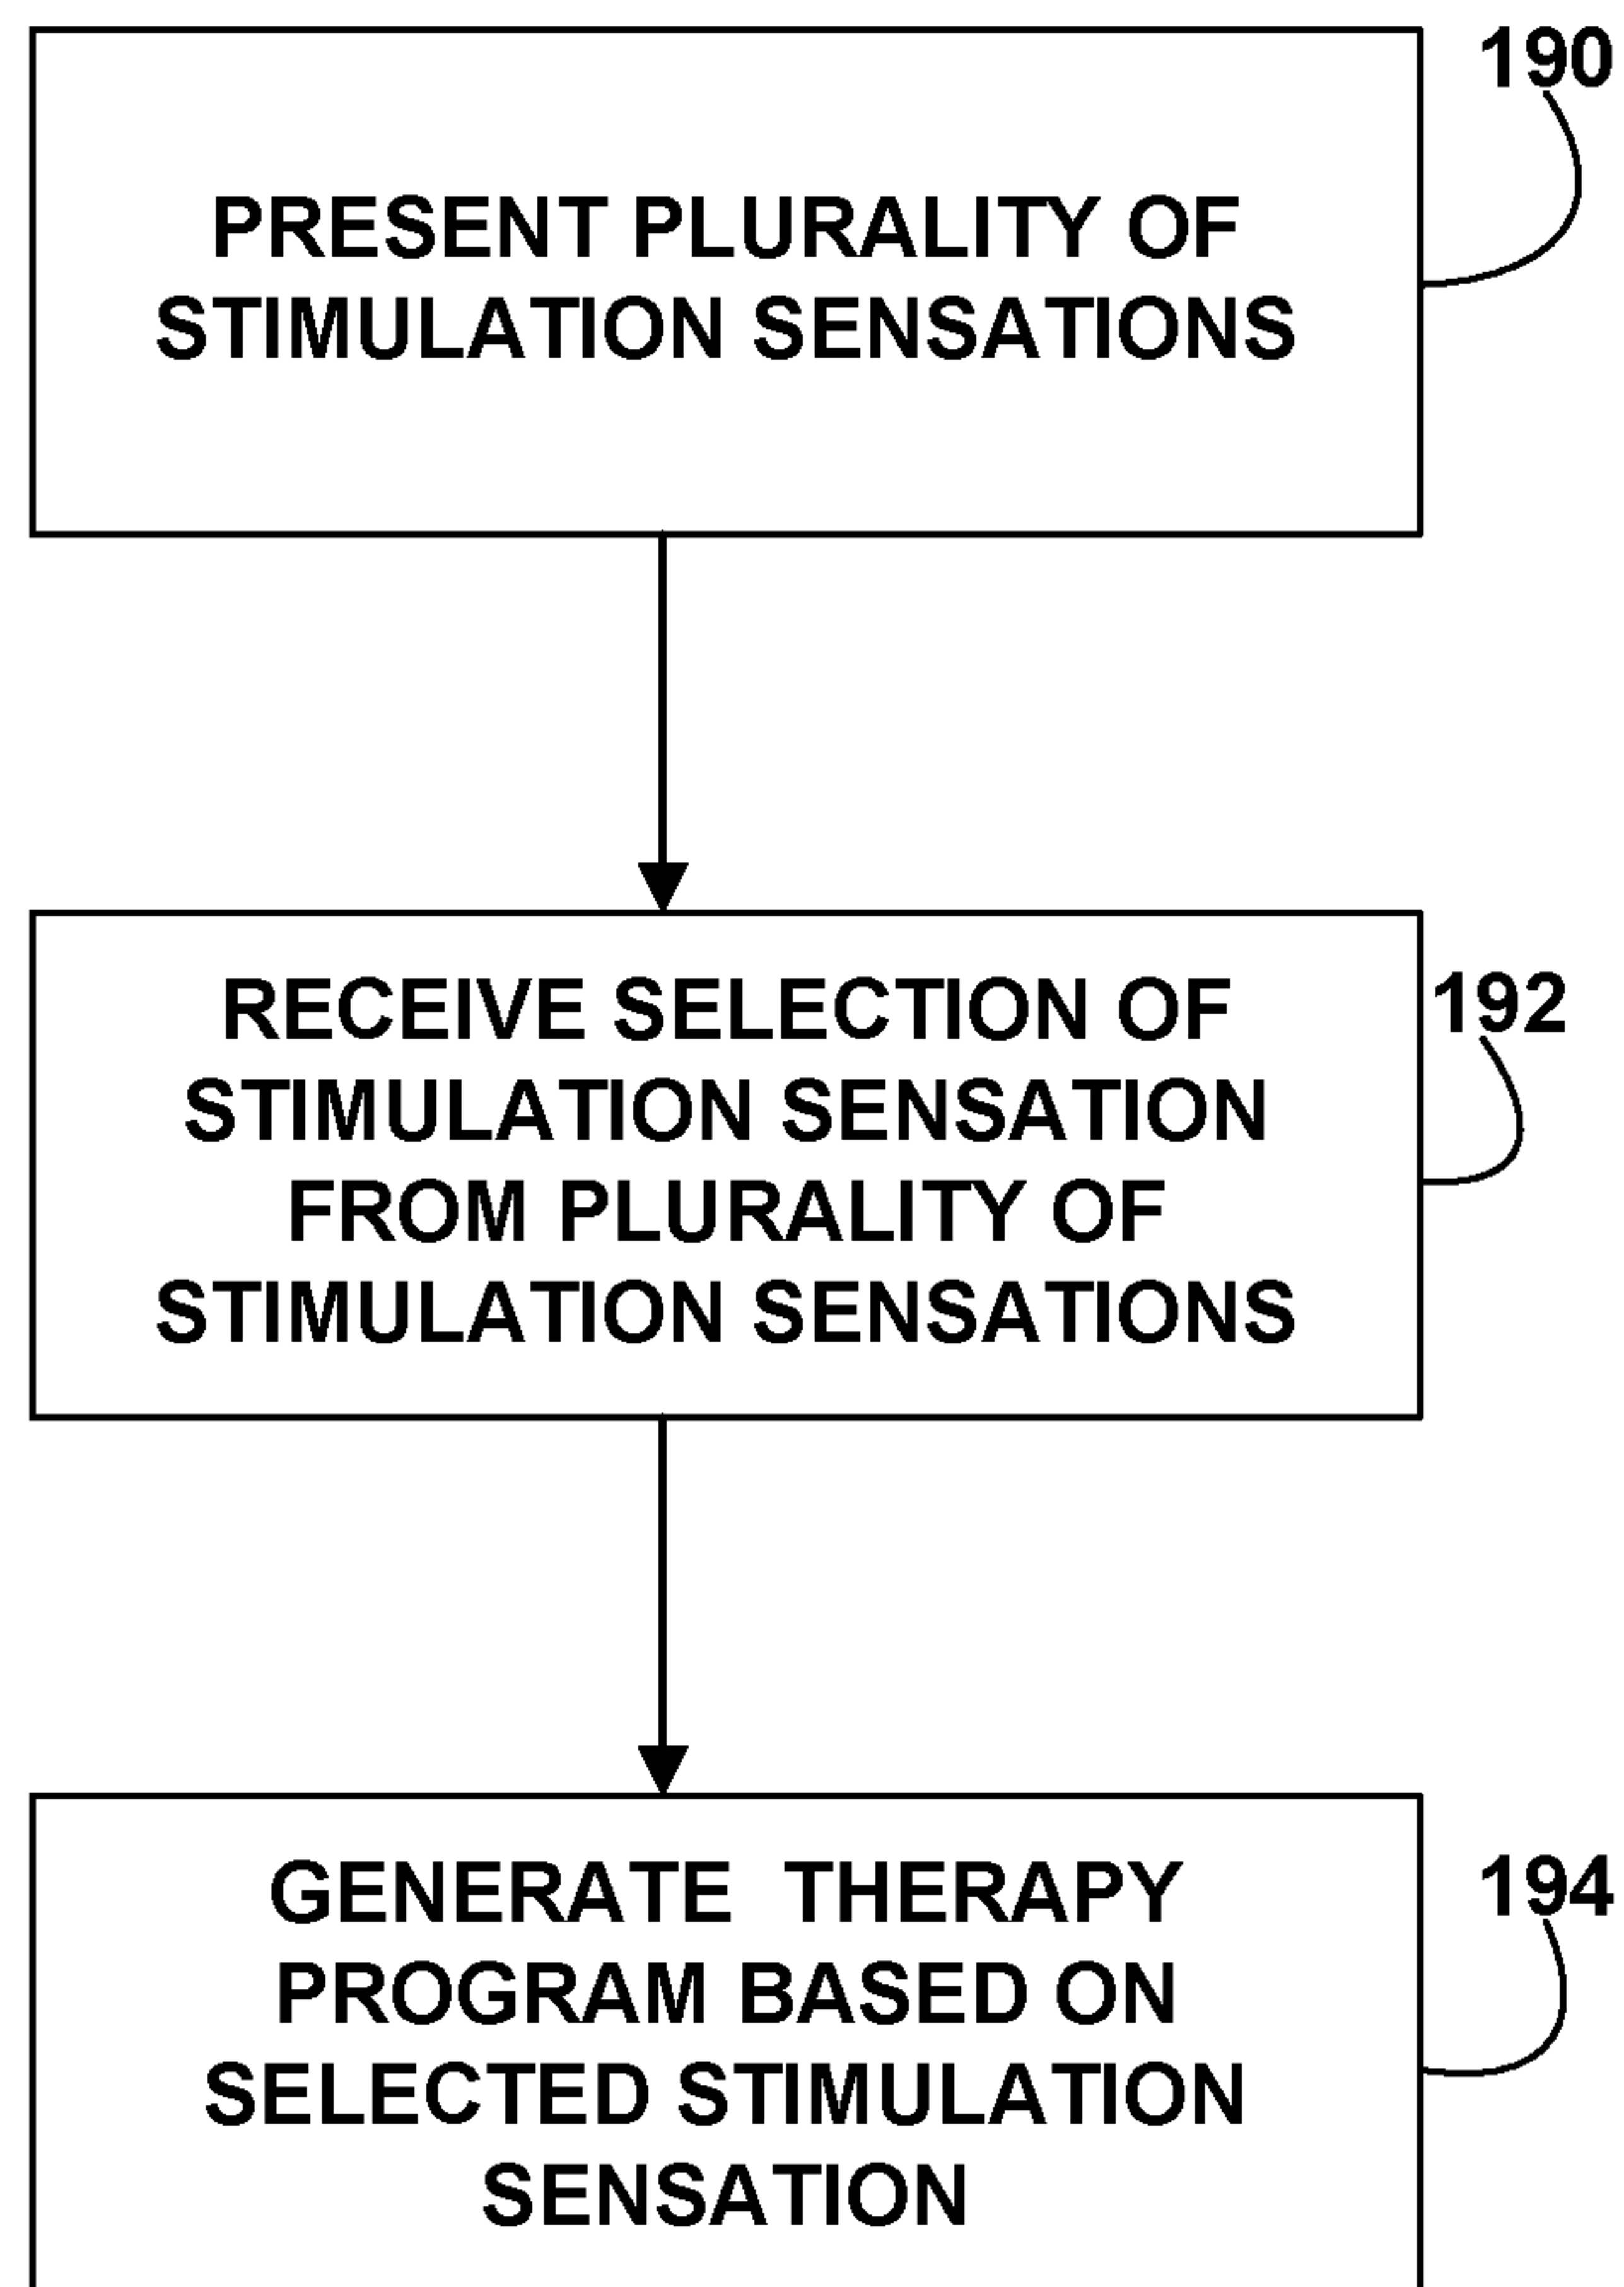 190
PRESENT PLURALITY OF
STIMULATION SENSATIONS
RECEIVE SELECTION OF
192
STIMULATION SENSATION
FROM PLURALITY OF
STIMULATION SENSATIONS
GENERATE THERAPY
194
PROGRAM BASED ON
SELECTED STIMULATION
SENSATION